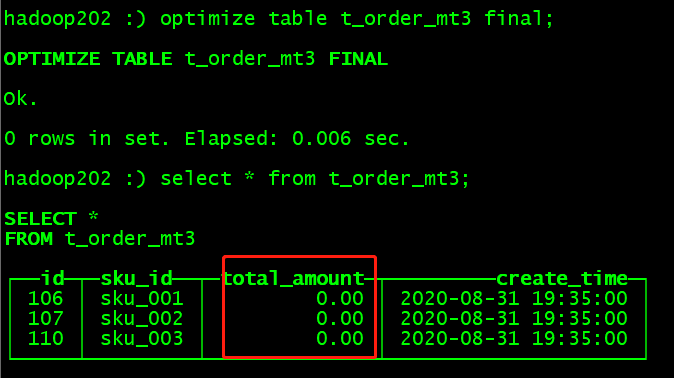 hadoop202 :) optimize table t_order_mt3 final;
OPTIMIZE TABLE t_order_mt3 FINAL
Ok.
0 rows in set. Elapsed: 0.006 sec.
hadoop202 :) select * from t_order_mt3;
SELECT *
FROM t_order_mt3
id sku_id total_amount create_time
106 sku_001 0.00 2020-08-31 19:35:00
107 sku_002 0.00 2020-08-31 19:35:00
110 sku_003 0.00 2020-08-31 19:35:00